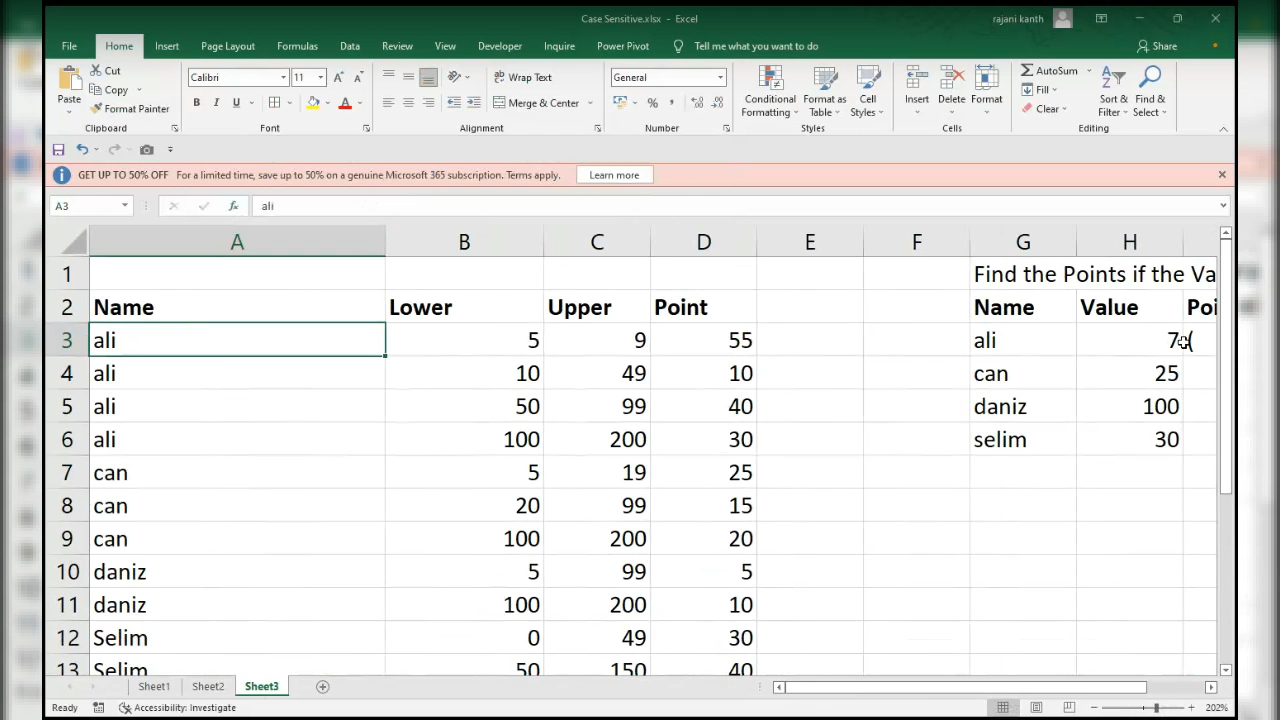 Case Sensitive.xlsx - Excel
rajani kanth
File Home Insert Page Layout Formulas Data Review View Developer Inquire Power Pivot Tell me what you want to do Share
Paste
Cut
Copy
Format Painter
Clipboard
Calibri 11
B I U
Font
Wrap Text
Merge & Center
Alignment
General
Number
Conditional Formatting
Format as Table
Cell Styles
Styles
Insert Delete Format
Cells
AutoSum
Fill
Clear
Sort & Filter
Find & Select
Editing
GET UP TO 50% OFF For a limited time, save up to 50% on a genuine Microsoft 365 subscription. Terms apply. Learn more
A3 fx ali
A B C D E F G H
1 Find the Points if the Va
2 Name Lower Upper Point Name Value Poi
3 ali 5 9 55 ali 7 (
4 ali 10 49 10 can 25
5 ali 50 99 40 daniz 100
6 ali 100 200 30 selim 30
7 can 5 19 25
8 can 20 99 15
9 can 100 200 20
10 daniz 5 99 5
11 daniz 100 200 10
12 Selim 0 49 30
13 Selim 50 150 40
Sheet1 Sheet2 Sheet3
Ready Accessibility: Investigate 202%